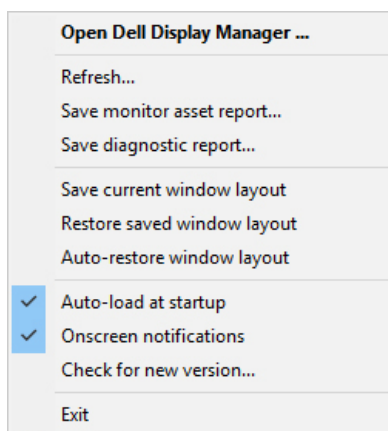 Open Dell Display Manager ...
Refresh...
Save monitor asset report...
Save diagnostic report...
Save current window layout
Restore saved window layout
Auto-restore window layout
Auto-load at startup
Onscreen notifications
Check for new version...
Exit